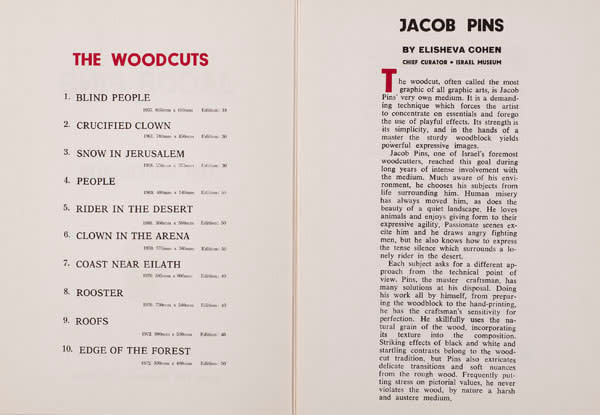 THE WOODCUTS
1. BLIND PEOPLE
Edition:
2. CRUCIFIED CLOWN
Edition:
3. SNOW IN JERUSALEM
Edition:
4. PEOPLE
Edition:
5. RIDER IN THE DESERT
Edition: 50
6. CLOWN IN THE ARENA
Edition: 50
7. COAST NEAR EILATH
Edition: 40
8. ROOSTER
Edition: 40
9. ROOFS
Edition:
10. EDGE OF THE FOREST
Edition: 50
JACOB PINS
BY ELISHEVA COHEN
CHIEF CURATOR • ISRAEL MUSEUM
The woodcut, often called the most
graphic of all graphic arts, is Jacob
Pins' very own medium. It is a demand-
ing technique which forces the artist
to concentrate on essentials and forego
the use of playful effects. Its strength is
its simplicity, and in the hands of a
master the sturdy woodblock yields
powerful expressive images.
Jacob Pins, one of Israel's foremost
woodcutters, reached this goal during
long years of intense involvement with
the medium. Much aware of his envi-
ronment, he chooses his subjects from
life surrounding him. Human misery
has always moved him, as does the
beauty of a quiet landscape. He loves
animals and enjoys giving form to their
expressive agility. Passionate scenes ex-
cite him and he draws angry fighting
men, but he also knows how to express
the tense silence which surrounds a lo-
nely rider in the desert.
Each subject asks for a different ap-
proach from the technical point of
view. Pins, the master craftsman, has
many solutions at his disposal. Doing
his work all by himself, from prepar-
ing the woodblock to the hand-printing,
he has the craftsman's sensitivity for
perfection. He skillfully uses the na-
tural grain of the wood, incorporating
its texture into the composition.
Striking effects of black and white and
startling contrasts belong to the wood-
cut tradition, but Pins also extricates
delicate transitions and soft nuances
from the rough wood. Frequently put-
ting stress on pictorial values, he never
violates the wood, by nature a harsh
and austere medium.